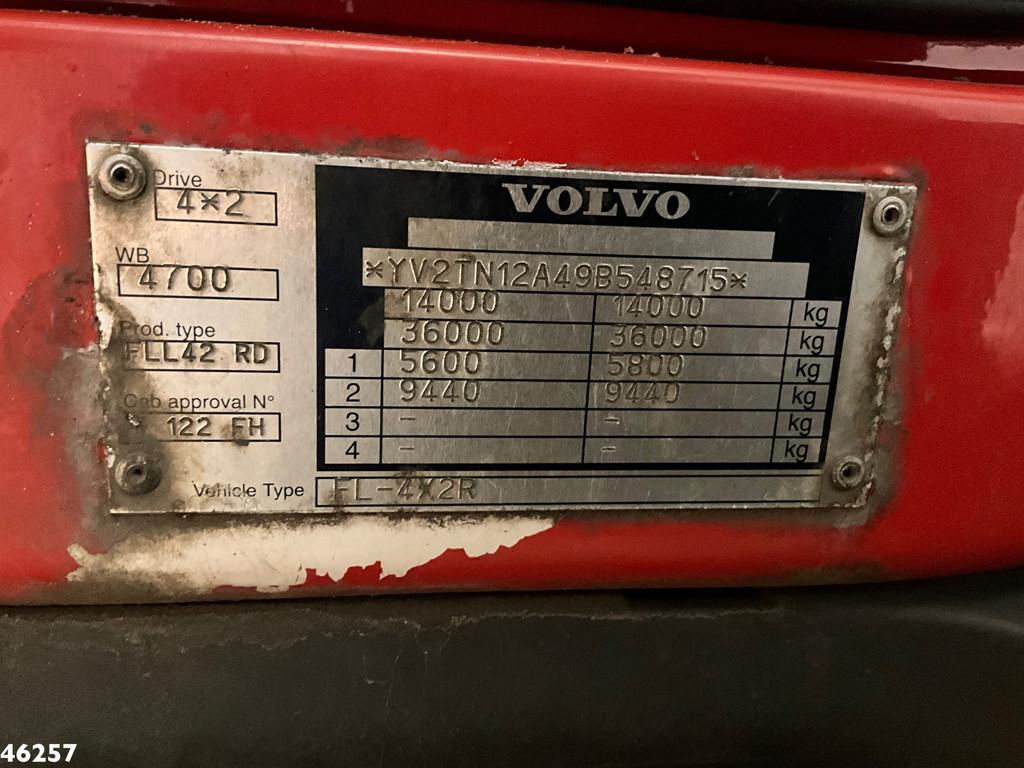 Drive
4*2
WB
4700
Prod. type
FLL42 RD
Cab approval N°
122 FH
VOLVO
*YV2TN12A49B548715*
14000 14000 kg
36000 36000 kg
1 5600 5800 kg
2 9440 9440 kg
3 - - kg
4 - - kg
Vehicle Type FL-4X2R
46257